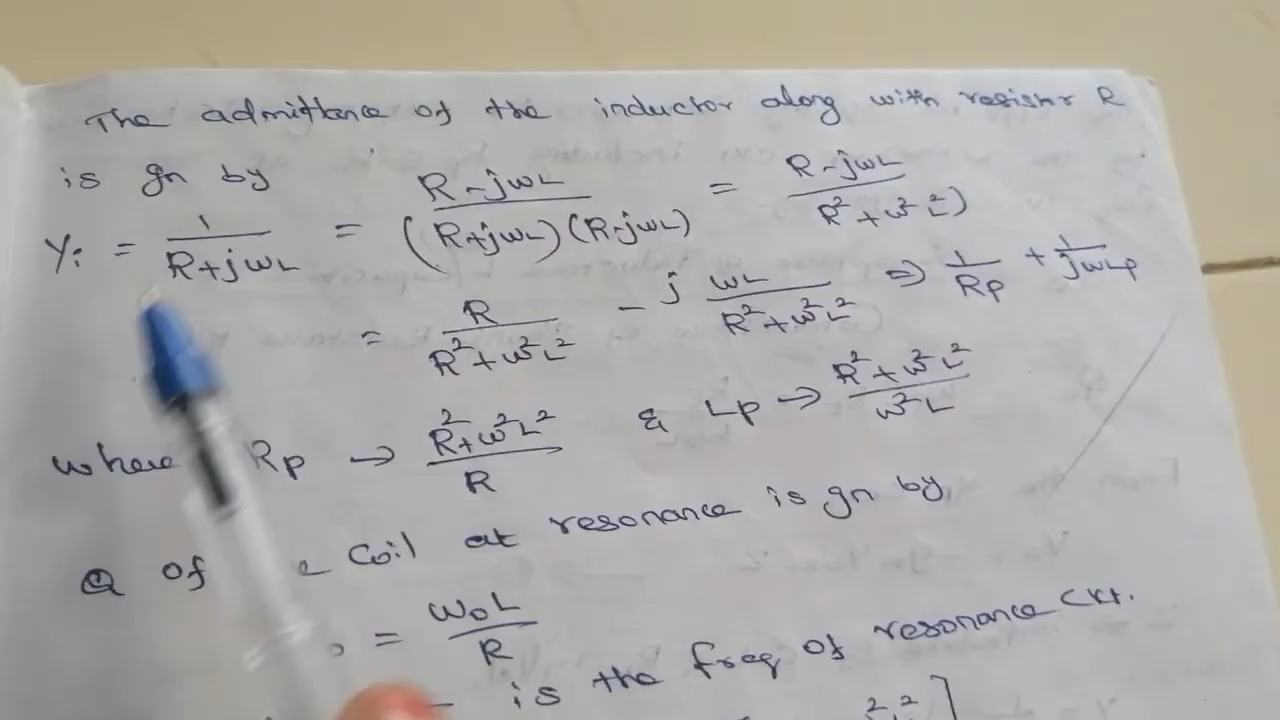 The admittance of the inductor along with resistor R
is gn by
Yi = 1/(R+jωL) = (R-jωL)/((R+jωL)(R-jωL)) = (R-jωL)/(R²+ω²L²)
= R/(R²+ω²L²) - j ωL/(R²+ω²L²) ⇒ 1/Rp + 1/jωLp
where Rp → (R²+ω²L²)/R & Lp → (R²+ω²L²)/(ω²L)
Q of coil at resonance is gn by,
= ω₀L/R
is the freq of resonance Ckt.